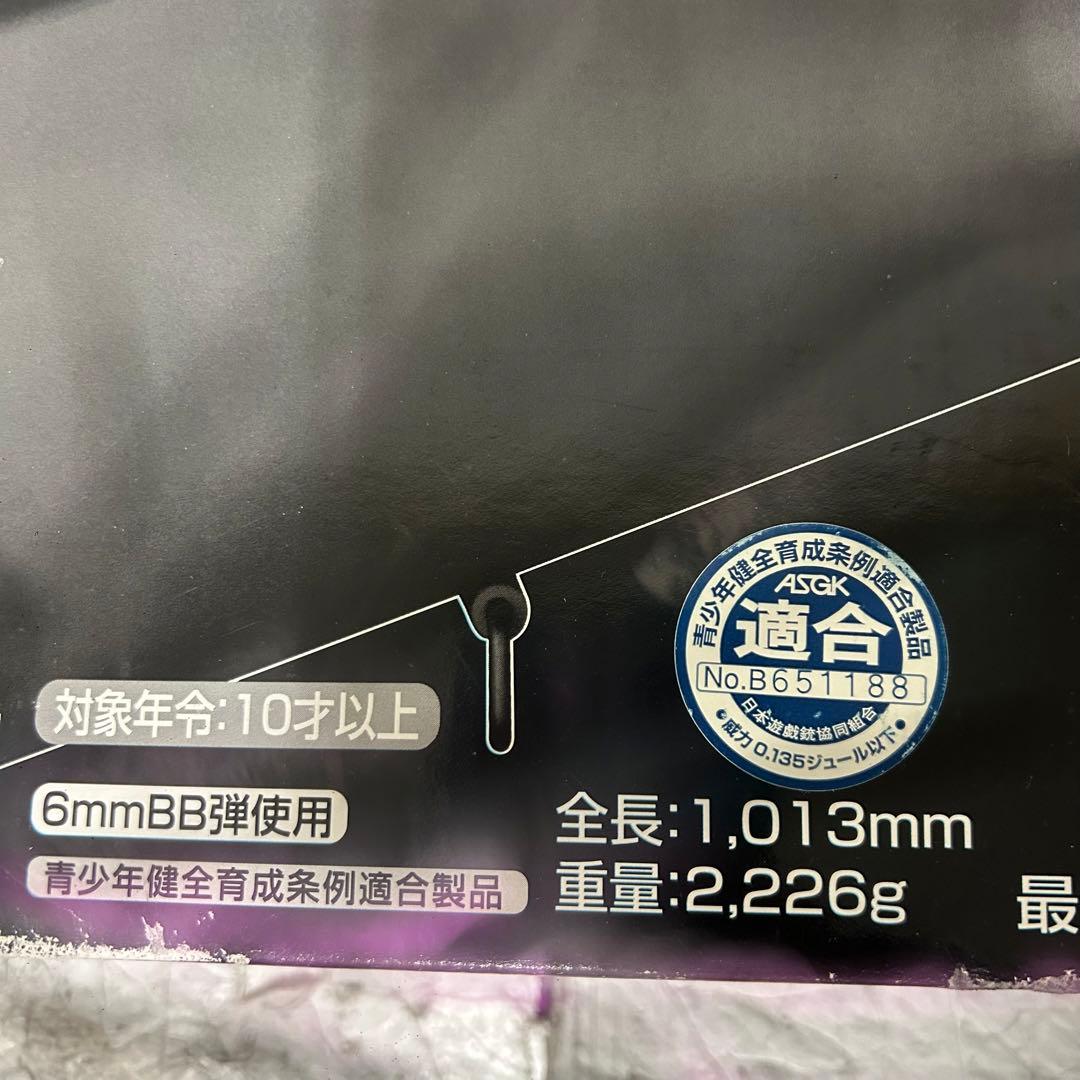 青少年健全育成条例適合製品
ASGK
適合
No.B651188
日本遊戯銃協同組合
•威力 0.135ジュール以下•
対象年令:10才以上
6mmBB弾使用
青少年健全育成条例適合製品
全長:1,013mm
重量:2,226g
最